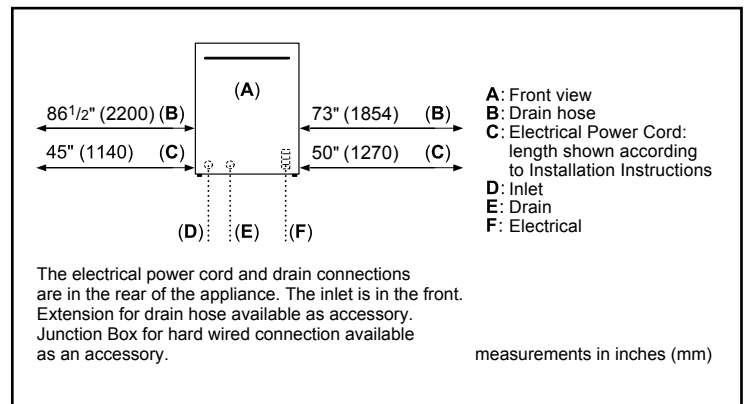 (A)
86 1/2" (2200) (B)
73" (1854) (B)
45" (1140) (C)
50" (1270) (C)
(D) (E) (F)
A: Front view
B: Drain hose
C: Electrical Power Cord:
length shown according
to Installation Instructions
D: Inlet
E: Drain
F: Electrical
The electrical power cord and drain connections
are in the rear of the appliance. The inlet is in the front.
Extension for drain hose available as accessory.
Junction Box for hard wired connection available
as an accessory.
measurements in inches (mm)